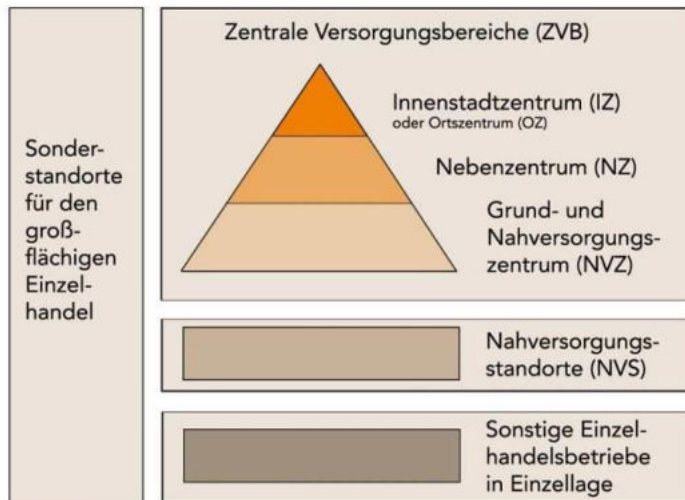 Sonder-
standorte
für den
groß-
flächigen
Einzel-
handel
Zentrale Versorgungsbereiche (ZVB)
Innenstadtzentrum (IZ)
oder Ortszentrum (OZ)
Nebenzentrum (NZ)
Grund- und
Nahversorgungs-
zentrum (NVZ)
Nahversorgungs-
standorte (NVS)
Sonstige Einzel-
handelsbetriebe
in Einzellage